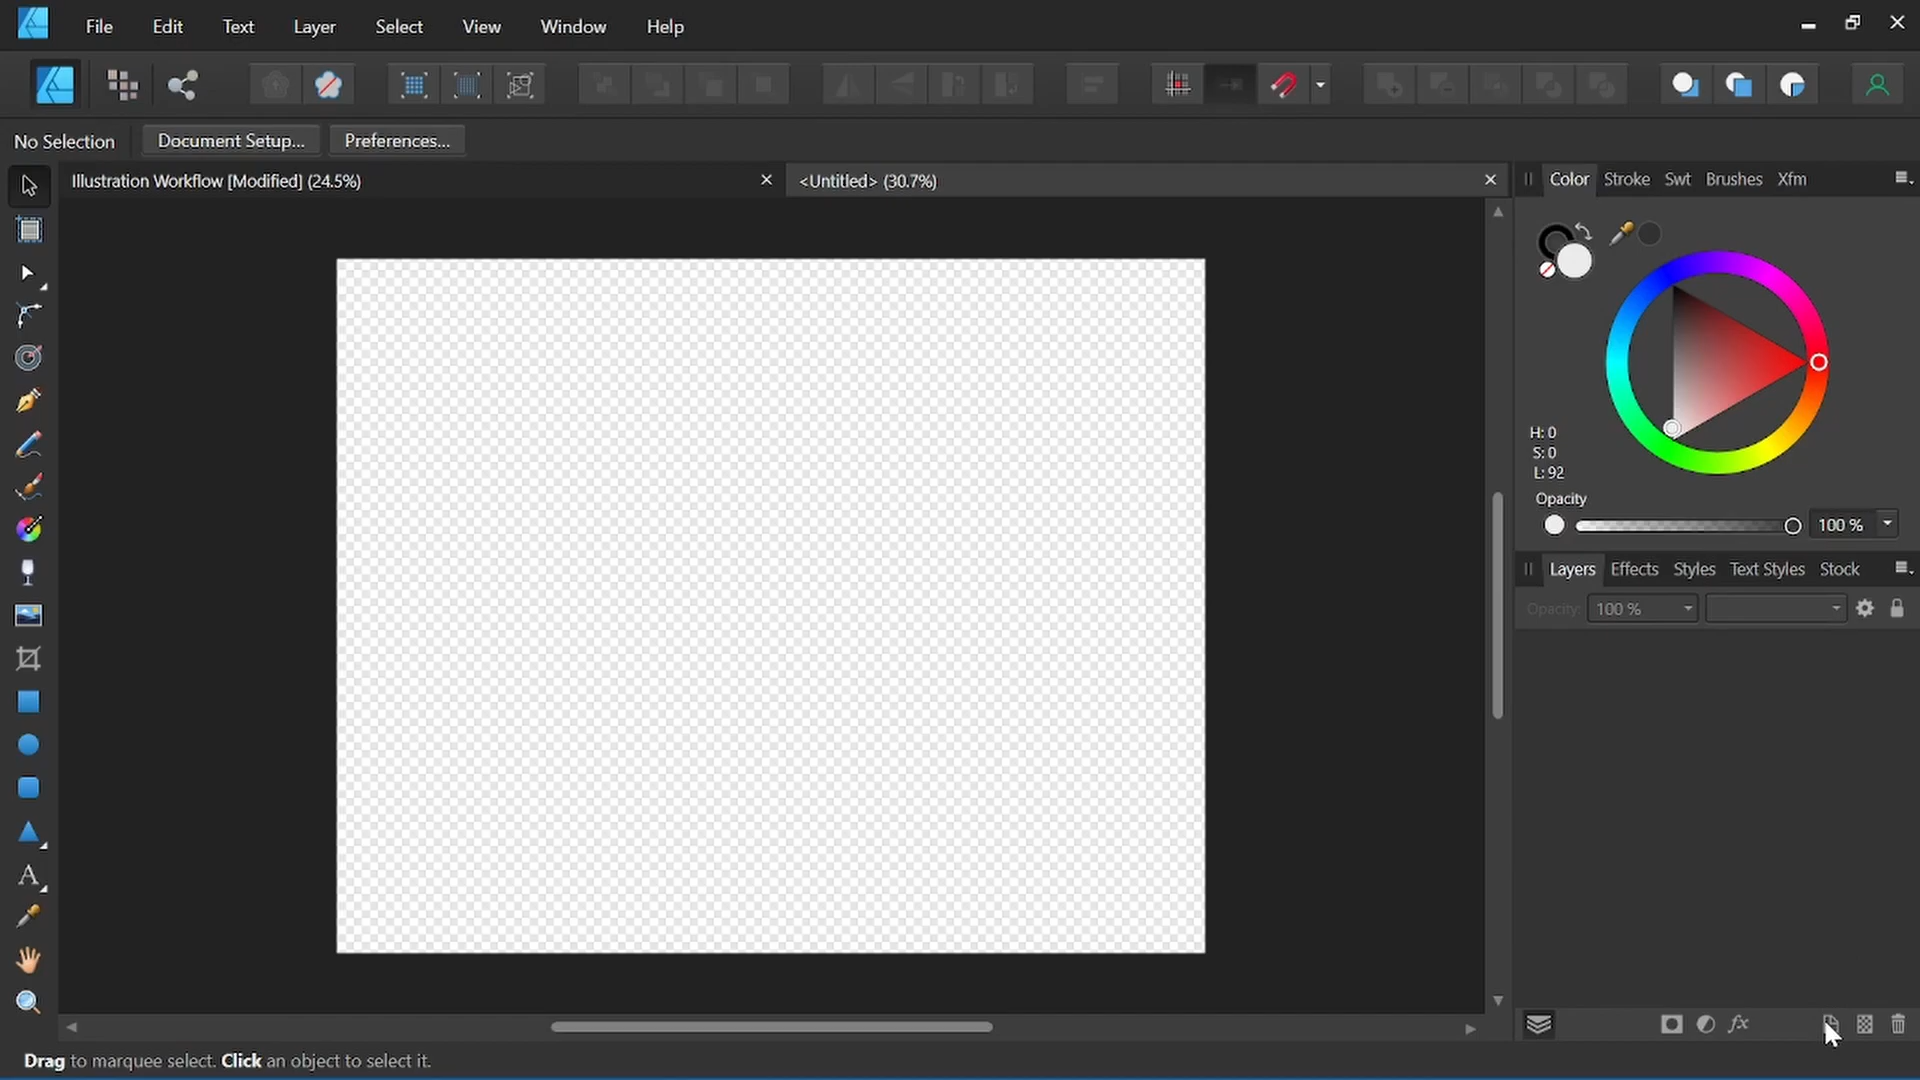 File Edit Text Layer Select View Window Help
No Selection Document Setup... Preferences...
Illustration Workflow [Modified] (24.5%)
<Untitled> (30.7%)
Color Stroke Swt Brushes Xfm
H: 0
S: 0
L: 92
Opacity
100 %
Layers Effects Styles Text Styles Stock
Opacity: 100 %
fx
A
Drag to marquee select. Click an object to select it.